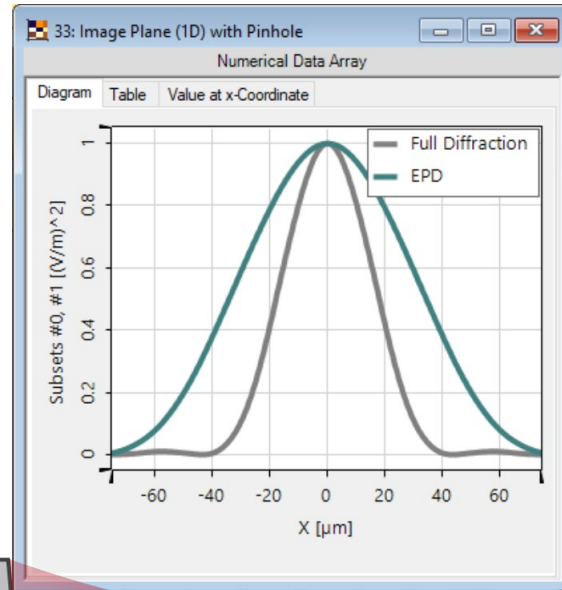 33: Image Plane (1D) with Pinhole
Numerical Data Array
Diagram Table Value at x-Coordinate
Full Diffraction
EPD
Subsets #0, #1 [(V/m)^2]
1
0.8
0.6
0.4
0.2
0
-60 -40 -20 0 20 40 60
X [µm]